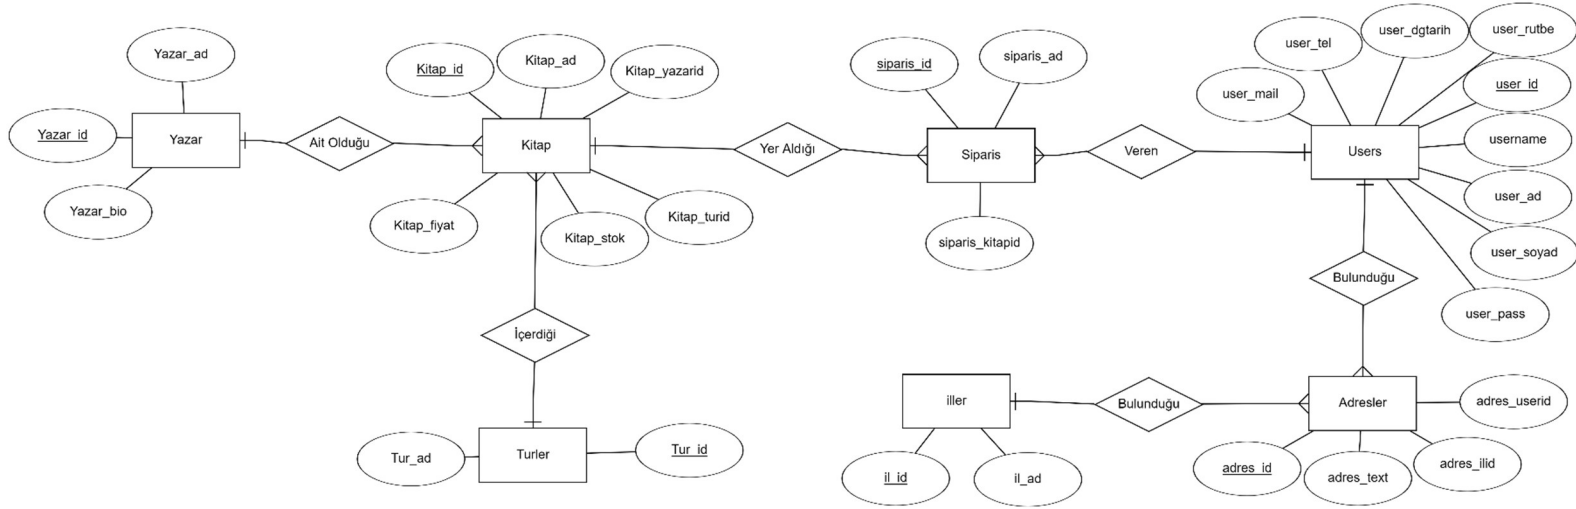 Yazar_ad
Yazar_id
Yazar
Yazar_bio
Ait Olduğu
Kitap_id
Kitap_ad
Kitap_yazarid
Kitap
Kitap_fiyat
Kitap_stok
Kitap_turid
İçerdiği
Tur_ad
Turler
Tur_id
Yer Aldığı
siparis_id
siparis_ad
Siparis
siparis_kitapid
Veren
user_mail
user_tel
user_dgtarih
user_rutbe
user_id
username
user_ad
user_soyad
user_pass
Users
Bulunduğu
iller
il_id
il_ad
Bulunduğu
Adresler
adres_userid
adres_id
adres_text
adres_ilid